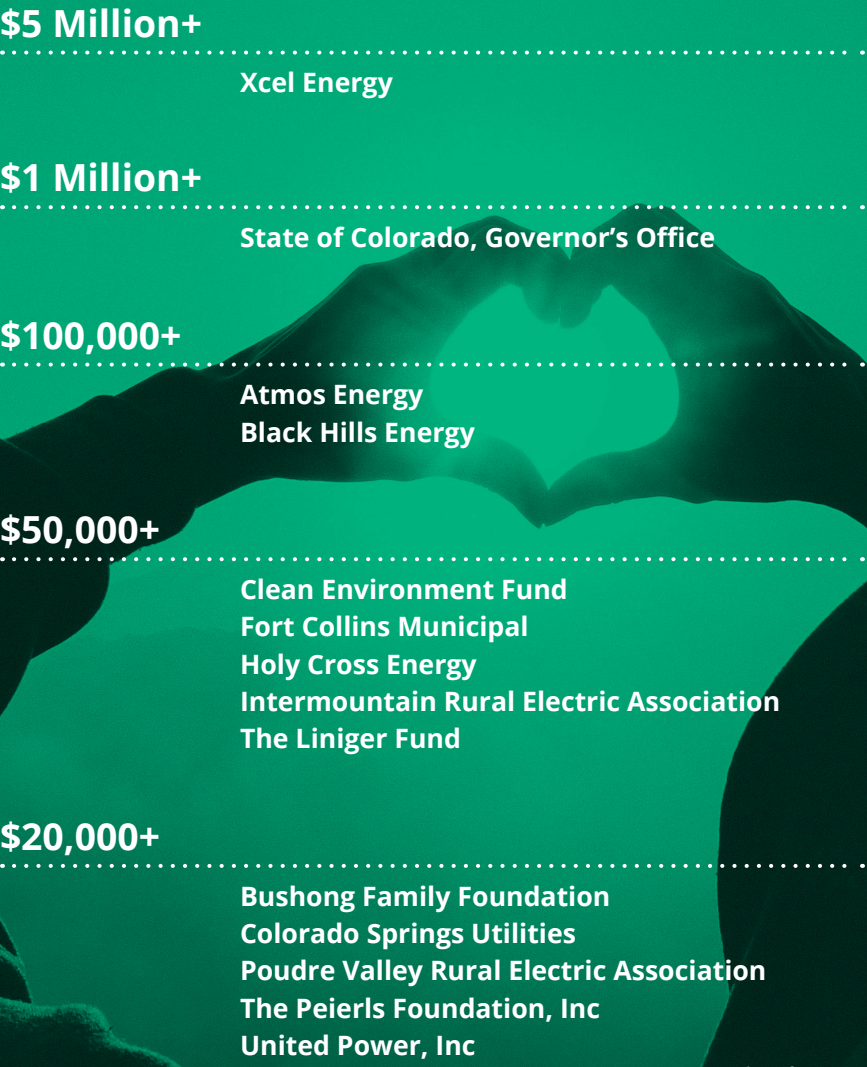 $5 Million+
Xcel Energy
$1 Million+
State of Colorado, Governor’s Office
$100,000+
Atmos Energy
Black Hills Energy
$50,000+
Clean Environment Fund
Fort Collins Municipal
Holy Cross Energy
Intermountain Rural Electric Association
The Liniger Fund
$20,000+
Bushong Family Foundation
Colorado Springs Utilities
Poudre Valley Rural Electric Association
The Peierls Foundation, Inc
United Power, Inc